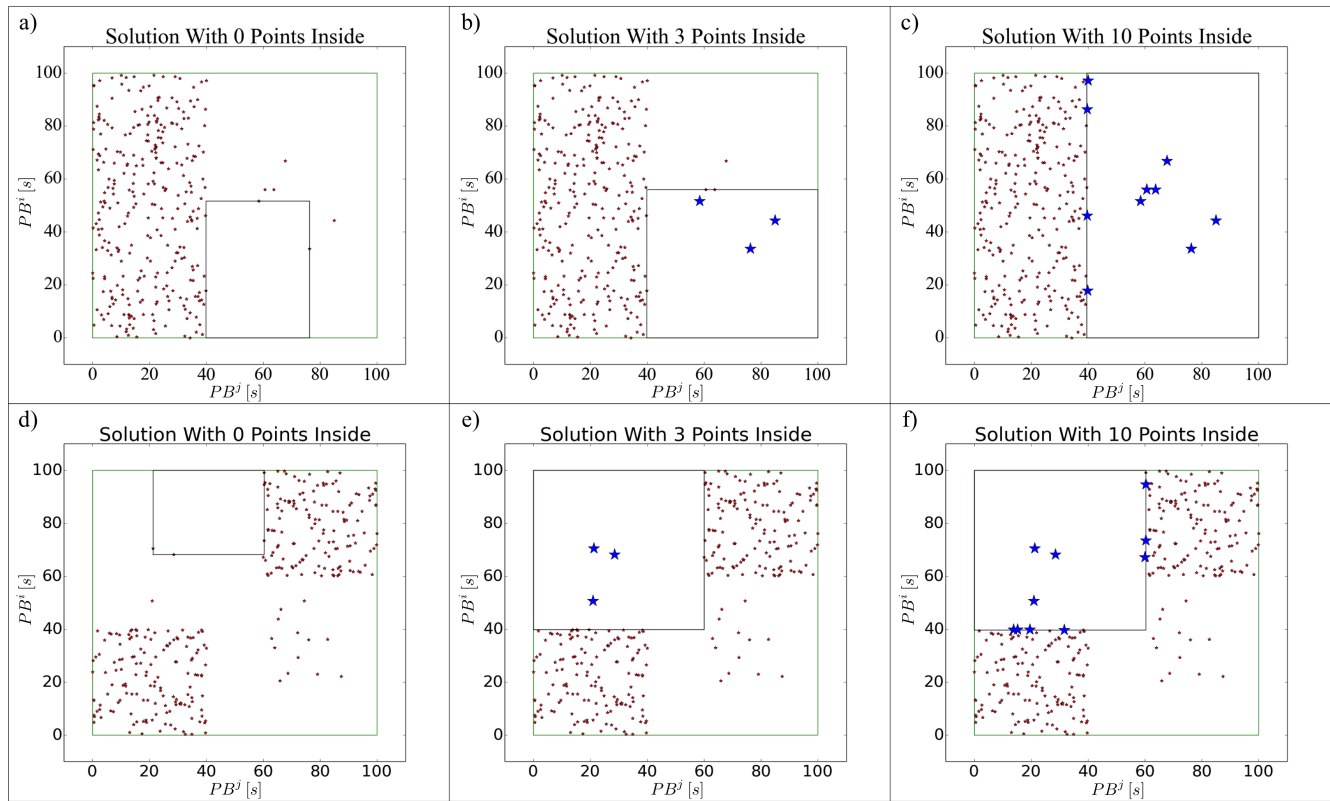 a)
Solution With 0 Points Inside
100
80
60
40
20
0
PB^i [s]
0 20 40 60 80 100
PB^j [s]
b)
Solution With 3 Points Inside
100
80
60
40
20
0
PB^i [s]
0 20 40 60 80 100
PB^j [s]
c)
Solution With 10 Points Inside
100
80
60
40
20
0
PB^i [s]
0 20 40 60 80 100
PB^j [s]
d)
Solution With 0 Points Inside
100
80
60
40
20
0
PB^i [s]
0 20 40 60 80 100
PB^j [s]
e)
Solution With 3 Points Inside
100
80
60
40
20
0
PB^i [s]
0 20 40 60 80 100
PB^j [s]
f)
Solution With 10 Points Inside
100
80
60
40
20
0
PB^i [s]
0 20 40 60 80 100
PB^j [s]